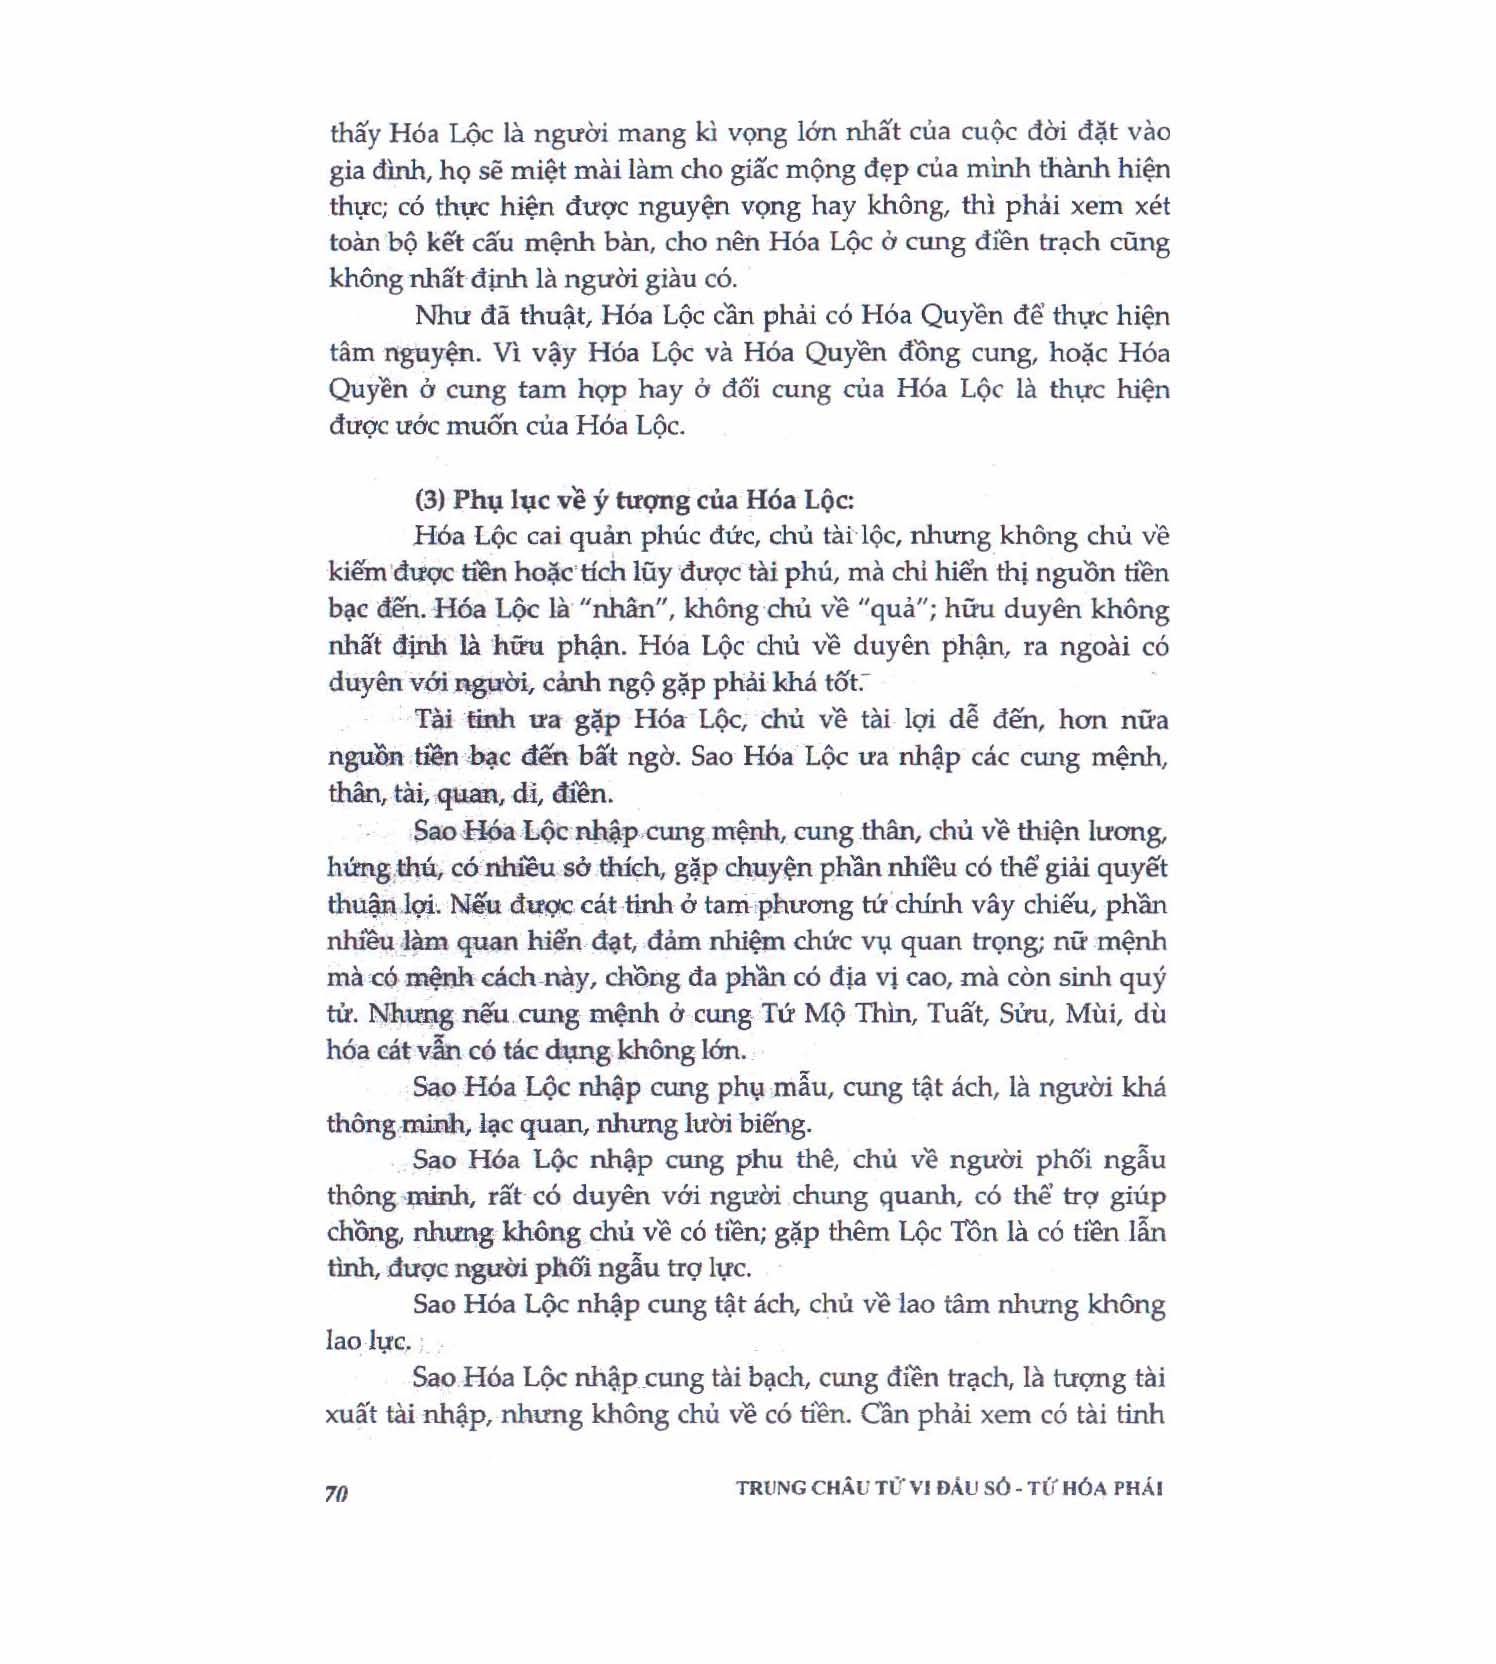 thấy Hóa Lộc là người mang kì vọng lớn nhất của cuộc đời đặt vào
gia đình, họ sẽ miệt mài làm cho giấc mộng đẹp của mình thành hiện
thực; có thực hiện được nguyện vọng hay không, thì phải xem xét
toàn bộ kết cấu mệnh bàn, cho nên Hóa Lộc ở cung điền trạch cũng
không nhất định là người giàu có.
Như đã thuật, Hóa Lộc cần phải có Hóa Quyền để thực hiện
tâm nguyện. Vì vậy Hóa Lộc và Hóa Quyền đồng cung, hoặc Hóa
Quyền ở cung tam hợp hay ở đối cung của Hóa Lộc là thực hiện
được ước muốn của Hóa Lộc.
(3) Phụ lục về ý tượng của Hóa Lộc:
Hóa Lộc cai quản phúc đức, chủ tài lộc, nhưng không chủ về
kiếm được tiền hoặc tích lũy được tài phú, mà chỉ hiển thị nguồn tiền
bạc đến. Hóa Lộc là "nhân", không chủ về "quả"; hữu duyên không
nhất định là hữu phận. Hóa Lộc chủ về duyên phận, ra ngoài có
duyên với người, cảnh ngộ gặp phải khá tốt.
Tài tinh ưa gặp Hóa Lộc, chủ về tài lợi dễ đến, hơn nữa
nguồn tiền bạc đến bất ngờ. Sao Hóa Lộc ưa nhập các cung mệnh,
thân, tài, quan, di, điền.
Sao Hóa Lộc nhập cung mệnh, cung thân, chủ về thiện lương,
hứng thú, có nhiều sở thích, gặp chuyện phần nhiều có thể giải quyết
thuận lợi. Nếu được cát tinh ở tam phương tứ chính vây chiếu, phần
nhiều làm quan hiển đạt, đảm nhiệm chức vụ quan trọng; nữ mệnh
mà có mệnh cách này, chồng đa phần có địa vị cao, mà còn sinh quý
tử. Nhưng nếu cung mệnh ở cung Tứ Mộ Thìn, Tuất, Sửu, Mùi, dù
hóa cát vẫn có tác dụng không lớn.
Sao Hóa Lộc nhập cung phụ mẫu, cung tật ách, là người khá
thông minh, lạc quan, nhưng lười biếng.
Sao Hóa Lộc nhập cung phu thê, chủ về người phối ngẫu
thông minh, rất có duyên với người chung quanh, có thể trợ giúp
chồng, nhưng không chủ về có tiền; gặp thêm Lộc Tồn là có tiền lẫn
tình, được người phối ngẫu trợ lực.
Sao Hóa Lộc nhập cung tật ách, chủ về lao tâm nhưng không
lao lực.
Sao Hóa Lộc nhập cung tài bạch, cung điền trạch, là tượng tài
xuất tài nhập, nhưng không chủ về có tiền. Cần phải xem có tài tinh
70
TRUNG CHÂU TỬ VI ĐẨU SỐ - TỨ HÓA PHÁI